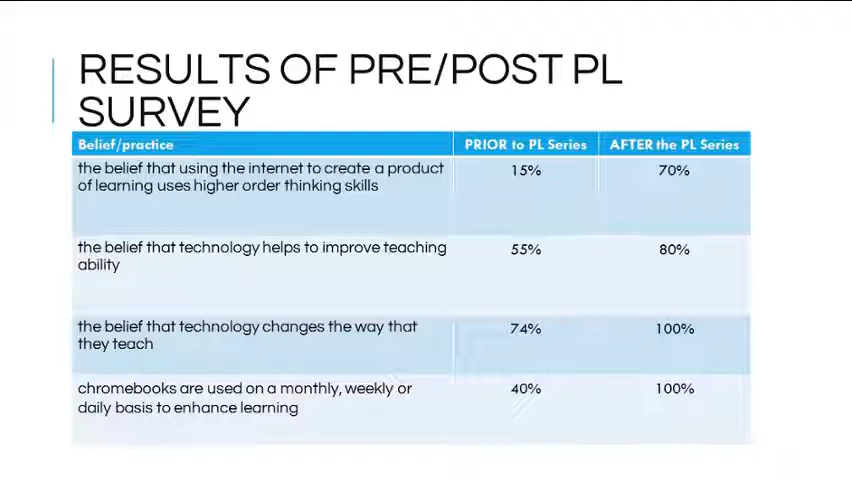 RESULTS OF PRE/POST PL
SURVEY
Belief/practice PRIOR to PL Series AFTER the PL Series
the belief that using the internet to create a product 15% 70%
of learning uses higher order thinking skills
the belief that technology helps to improve teaching 55% 80%
ability
the belief that technology changes the way that 74% 100%
they teach
chromebooks are used on a monthly, weekly or 40% 100%
daily basis to enhance learning